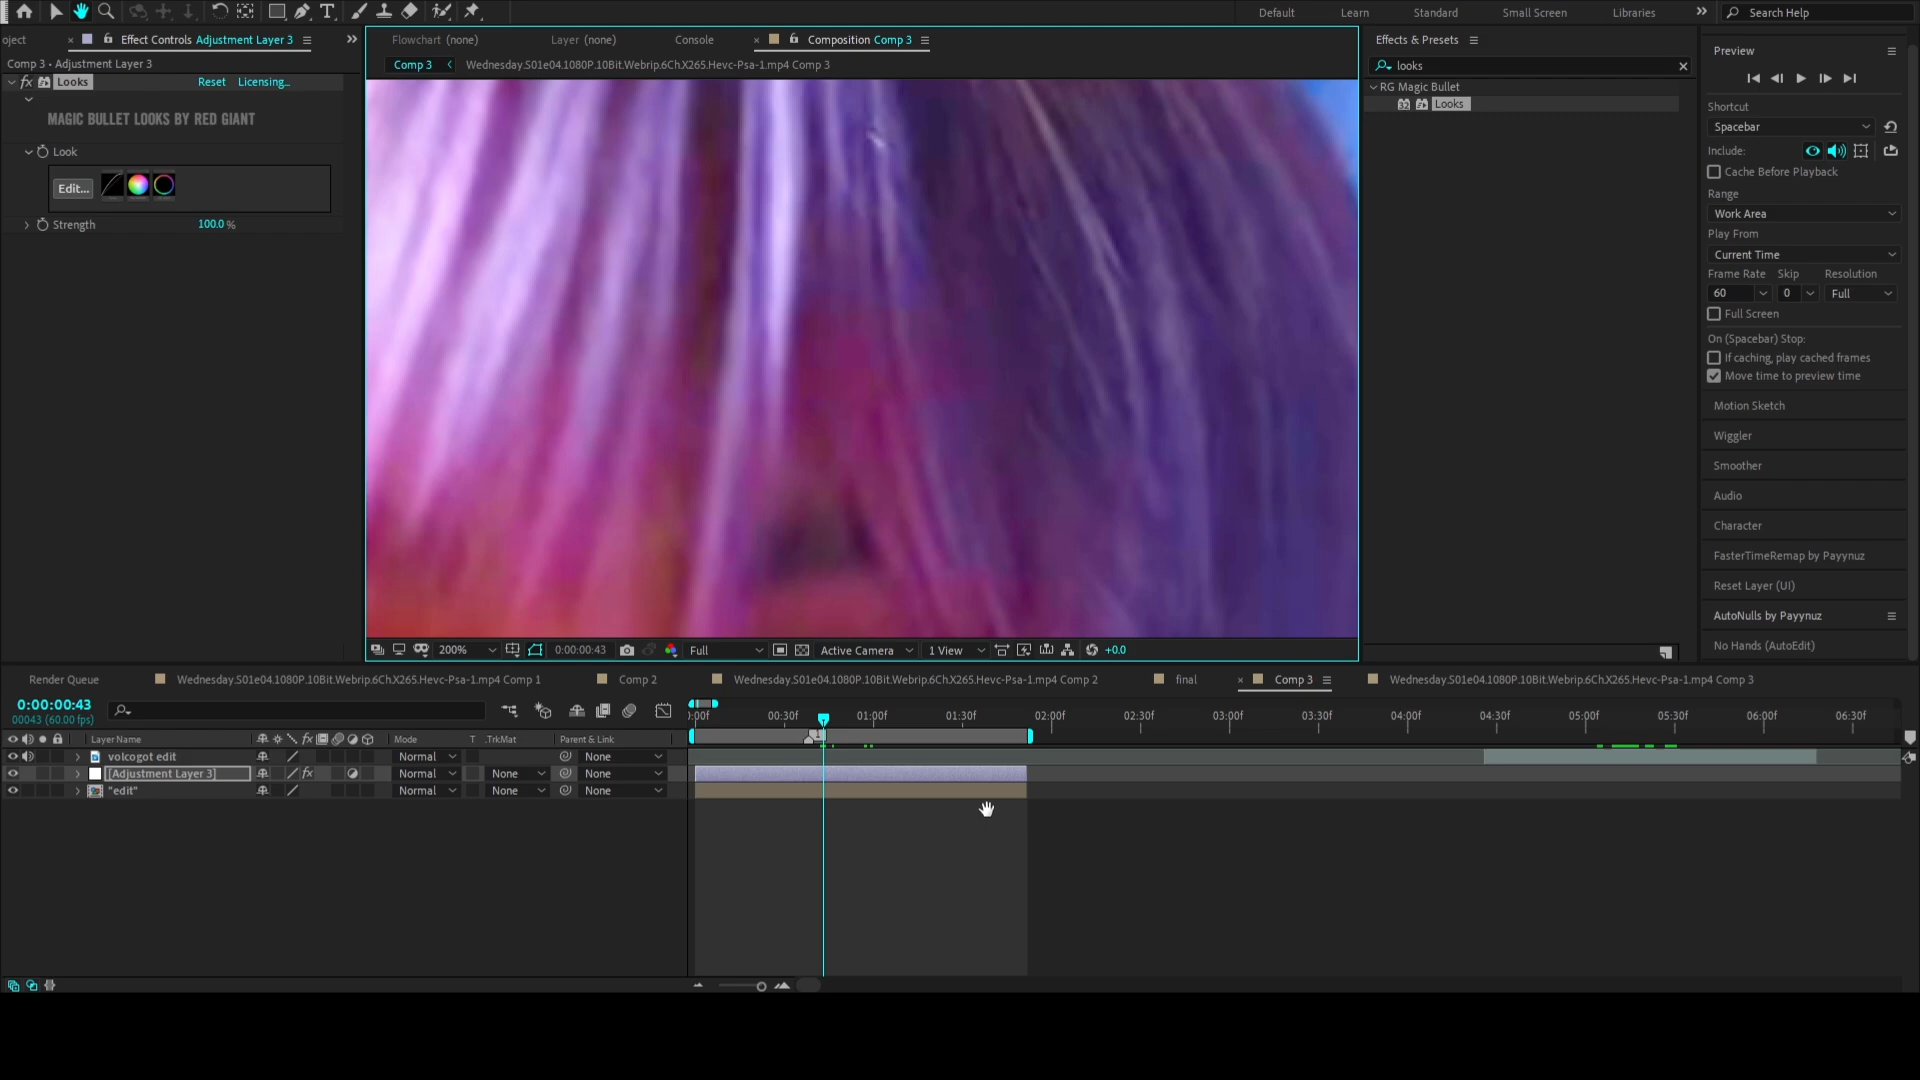 Default Learn Standard Small Screen Libraries Search Help
oject Effect Controls Adjustment Layer 3
Flowchart (none) Layer (none) Console Composition Comp 3
Effects & Presets
Preview
Comp 3 • Adjustment Layer 3
Comp 3 Wednesday.S01e04.1080P.10Bit.Webrip.6Ch.X265.Hevc-Psa-1.mp4 Comp 3
looks
fx Looks Reset Licensing...
RG Magic Bullet
Looks
MAGIC BULLET LOOKS BY RED GIANT
Look
Edit...
Strength 100.0 %
Shortcut
Spacebar
Include:
Cache Before Playback
Range
Work Area
Play From
Current Time
Frame Rate Skip Resolution
60 0 Full
Full Screen
On (Spacebar) Stop:
If caching, play cached frames
Move time to preview time
Motion Sketch
Wiggler
Smoother
Audio
Character
FasterTimeRemap by Payynuz
Reset Layer (UI)
AutoNulls by Payynuz
No Hands (AutoEdit)
200% 0:00:00:43 Full Active Camera 1 View +0.0
Render Queue Wednesday.S01e04.1080P.10Bit.Webrip.6Ch.X265.Hevc-Psa-1.mp4 Comp 1 Comp 2 Wednesday.S01e04.1080P.10Bit.Webrip.6Ch.X265.Hevc-Psa-1.mp4 Comp 2 final Comp 3 Wednesday.S01e04.1080P.10Bit.Webrip.6Ch.X265.Hevc-Psa-1.mp4 Comp 3
0:00:00:43
00043 (60.00 fps)
):00f 00:30f 01:00f 01:30f 02:00f 02:30f 03:00f 03:30f 04:00f 04:30f 05:00f 05:30f 06:00f 06:30f
Layer Name fx Mode T .TrkMat Parent & Link
volcogot edit Normal None
[Adjustment Layer 3] fx Normal None None
"edit" Normal None None